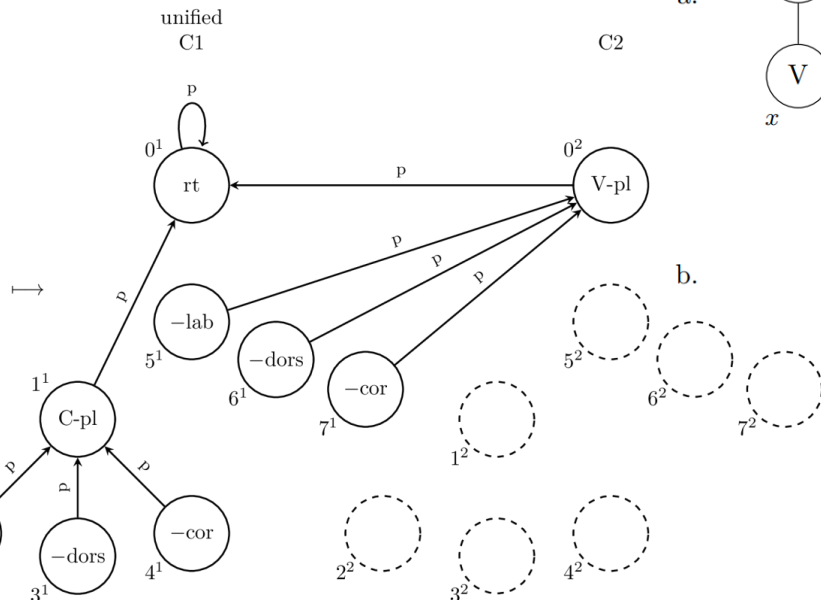 unified
C1
C2
a.
p
0¹
rt
p
0²
V-pl
V
x
p
p
p
p
↦
−lab
5¹
−dors
6¹
−cor
7¹
b.
5²
6²
7²
1¹
C-pl
1²
p
p
p
−dors
3¹
−cor
4¹
2²
3²
4²